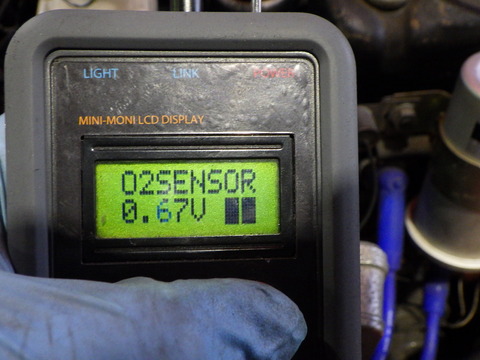 LIGHT LINK POWER
MINI-MONI LCD DISPLAY
O2SENSOR
0.67V